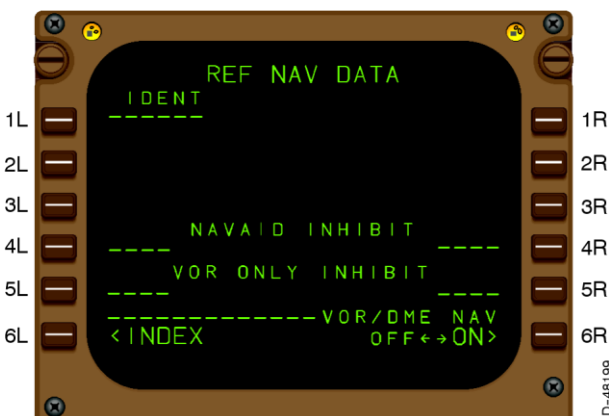 REF NAV DATA
IDENT
------
1L 1R
2L 2R
3L 3R
NAVAID INHIBIT
4L ---- ---- 4R
VOR ONLY INHIBIT
5L ---- ---- 5R
-------------VOR/DME NAV
6L <INDEX OFF←→ON> 6R
D-48199